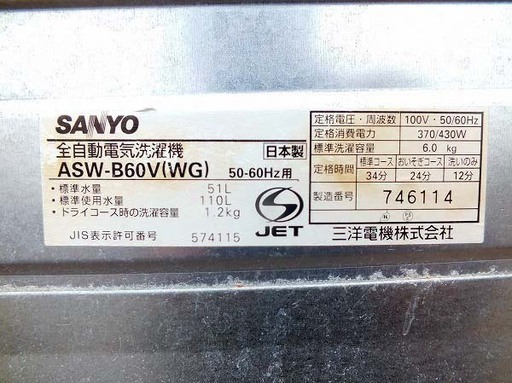 SANYO
全自動電気洗濯機
日本製
ASW-B60V(WG) 50-60Hz用
・標準水量 51L
・標準使用水量 110L
・ドライコース時の洗濯容量 1.2kg
JIS表示許可番号 574115
S
JET
定格電圧・周波数 100V・50/60Hz
定格消費電力 370/430W
標準洗濯容量 6.0 kg
定格時間 標準コース おいそぎコース 洗いのみ
34分 24分 12分
製造番号 746114
三洋電機株式会社